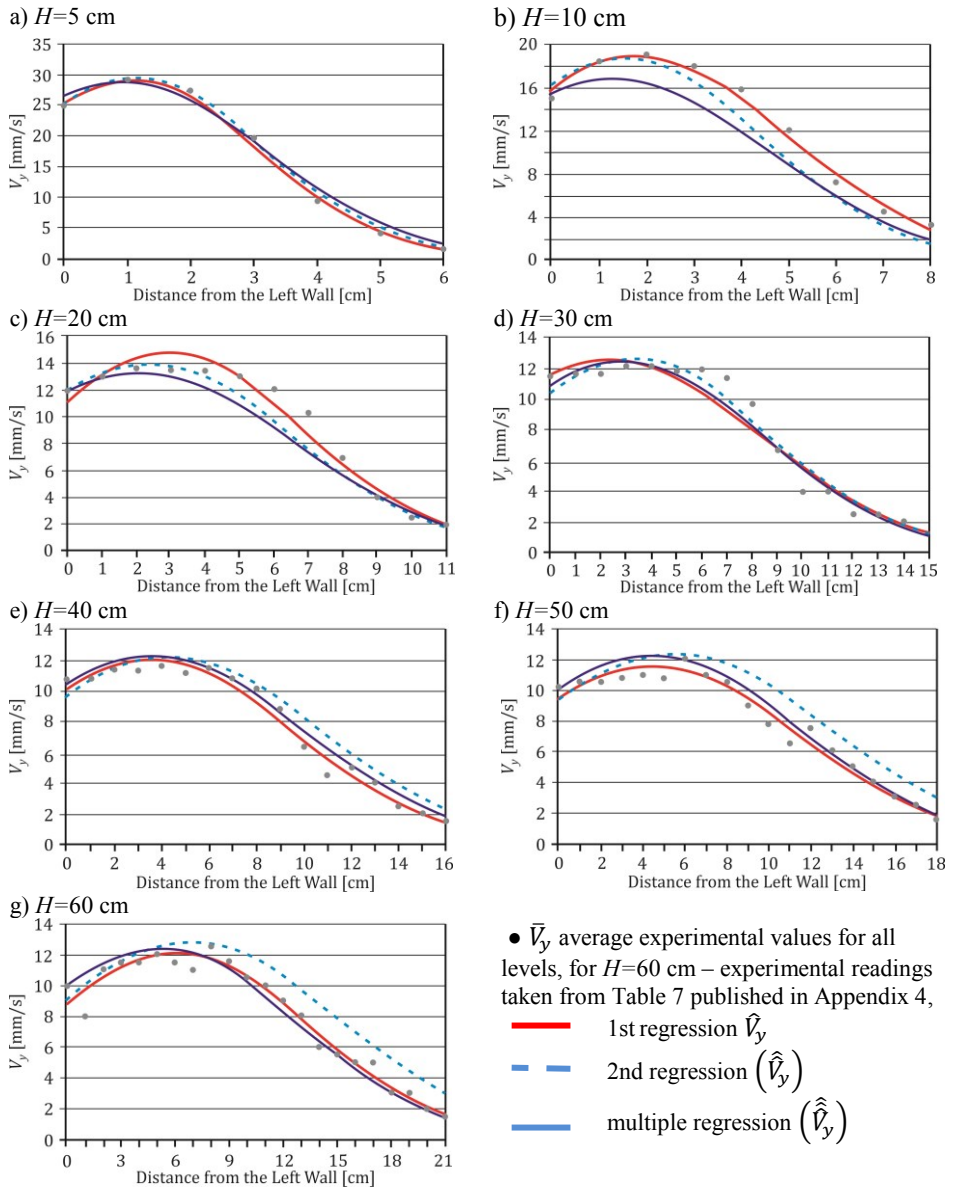 a) H=5 cm
35
30
25
20
15
10
5
0
V_y [mm/s]
0 1 2 3 4 5 6
Distance from the Left Wall [cm]
b) H=10 cm
20
16
12
8
4
0
V_y [mm/s]
0 1 2 3 4 5 6 7 8
Distance from the Left Wall [cm]
c) H=20 cm
16
14
12
10
8
6
4
2
0
V_y [mm/s]
0 1 2 3 4 5 6 7 8 9 10 11
Distance from the Left Wall [cm]
d) H=30 cm
14
12
10
8
6
4
2
0
V_y [mm/s]
0 1 2 3 4 5 6 7 8 9 10 11 12 13 14 15
Distance from the Left Wall [cm]
e) H=40 cm
14
12
10
8
6
4
2
0
V_y [mm/s]
0 2 4 6 8 10 12 14 16
Distance from the Left Wall [cm]
f) H=50 cm
14
12
10
8
6
4
2
0
V_y [mm/s]
0 2 4 6 8 10 12 14 16 18
Distance from the Left Wall [cm]
g) H=60 cm
14
12
10
8
6
4
2
0
V_y [mm/s]
0 3 6 9 12 15 18 21
Distance from the Left Wall [cm]
● V̄_y average experimental values for all
levels, for H=60 cm – experimental readings
taken from Table 7 published in Appendix 4,
1st regression V̂_y
2nd regression (V̂̂_y)
multiple regression (V̂̂̂_y)